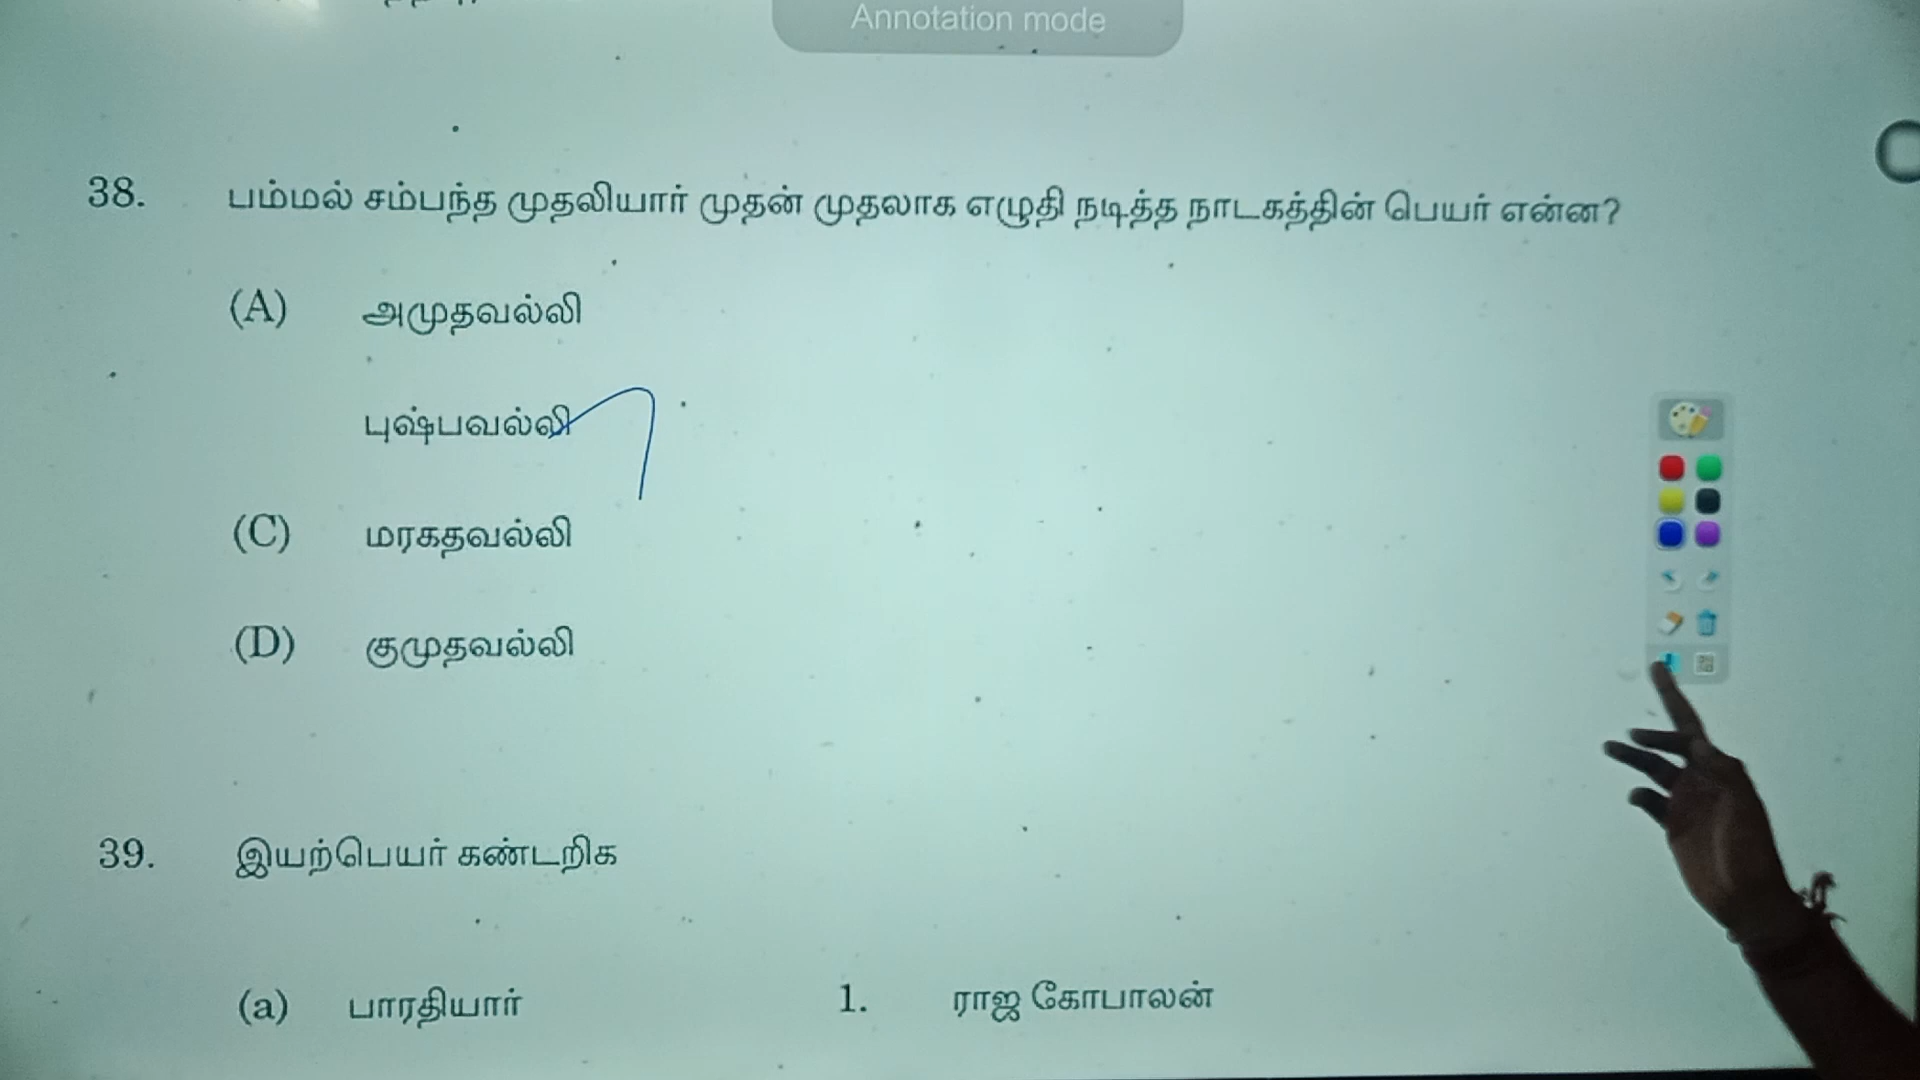 Annotation mode
38. பம்மல் சம்பந்த முதலியார் முதன் முதலாக எழுதி நடித்த நாடகத்தின் பெயர் என்ன?
(A) அமுதவல்லி
புஷ்பவல்லி
(C) மரகதவல்லி
(D) குமுதவல்லி
39. இயற்பெயர் கண்டறிக
(a) பாரதியார் 1. ராஜ கோபாலன்